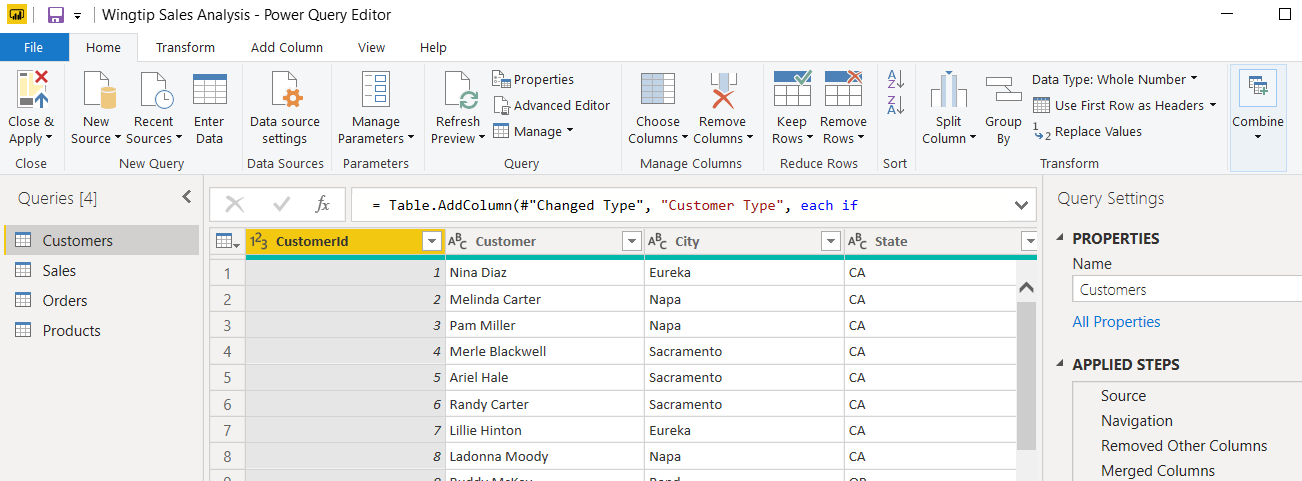 Wingtip Sales Analysis - Power Query Editor
File Home Transform Add Column View Help
Close & Apply
New Source
Recent Sources
Enter Data
Data source settings
Manage Parameters
Refresh Preview
Properties
Advanced Editor
Manage
Choose Columns
Remove Columns
Keep Rows
Remove Rows
A Z
Z A
Split Column
Group By
Data Type: Whole Number
Use First Row as Headers
1 2 Replace Values
Combine
Close New Query Data Sources Parameters Query Manage Columns Reduce Rows Sort Transform
Queries [4]
Customers
Sales
Orders
Products
fx = Table.AddColumn(#"Changed Type", "Customer Type", each if
123 CustomerId ABC Customer ABC City ABC State
1 1 Nina Diaz Eureka CA
2 2 Melinda Carter Napa CA
3 3 Pam Miller Napa CA
4 4 Merle Blackwell Sacramento CA
5 5 Ariel Hale Sacramento CA
6 6 Randy Carter Sacramento CA
7 7 Lillie Hinton Eureka CA
8 8 Ladonna Moody Napa CA
Query Settings
PROPERTIES
Name
Customers
All Properties
APPLIED STEPS
Source
Navigation
Removed Other Columns
Merged Columns